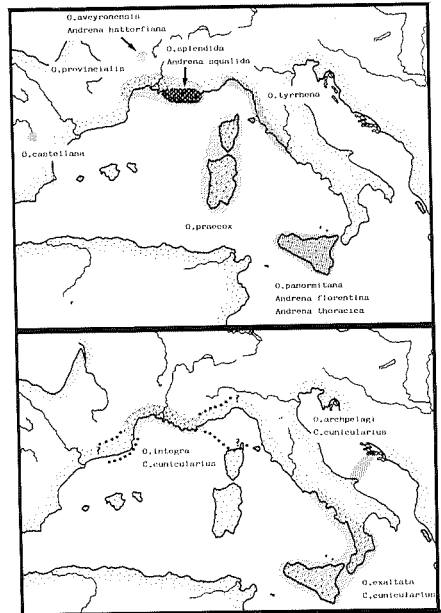 O.aveyronensis
Andrena hattorfiana
O.splendida
Andrena squalida
O.provincialis
O.tyrrhena
O.castellana
O.praecox
O.panormitana
Andrena florentina
Andrena thoracica
O.archpelagi
C.cunicularius
?
?
O.integra
C.cunicularius
O.exaltata
C.cunicularius